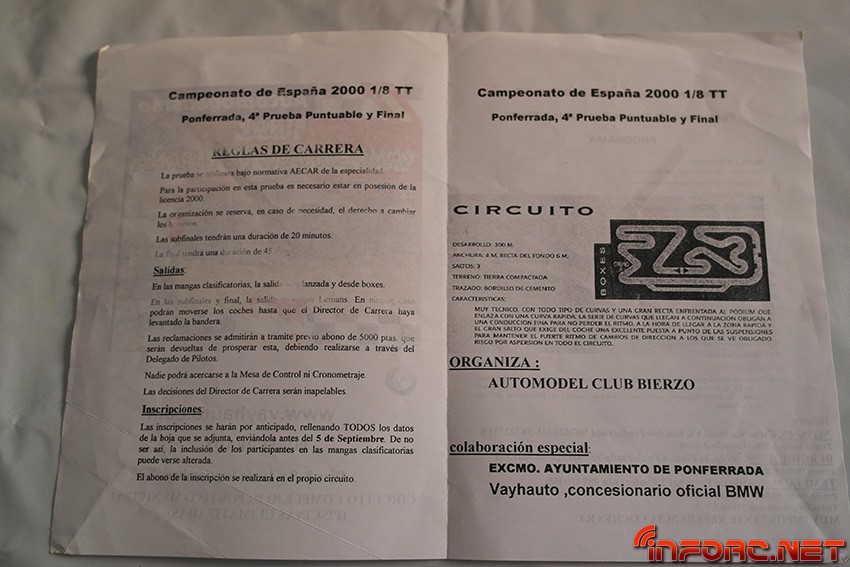 Campeonato de España 2000 1/8 TT
Ponferrada, 4ª Prueba Puntuable y Final
REGLAS DE CARRERA
La prueba se realizara bajo normativa AECAR de la especialidad.
Para la participación en esta prueba es necesario estar en posesión de la
licencia 2000.
La organización se reserva, en caso de necesidad, el derecho a cambiar
los
Las subfinales tendrán una duración de 20 minutos.
La final tendrá una duración de 45
Salidas:
En las mangas clasificatorias, la salida lanzada y desde boxes.
En las subfinales y final, la salida Lemans. En ningún caso
podrán moverse los coches hasta que el Director de Carrera haya
levantado la bandera.
Las reclamaciones se admitirán a tramite previo abono de 5000 ptas. que
serán devueltas de prosperar esta, debiendo realizarse a través del
Delegado de Pilotos.
Nadie podrá acercarse a la Mesa de Control ni Cronometraje.
Las decisiones del Director de Carrera serán inapelables.
Inscripciones:
Las inscripciones se harán por anticipado, rellenando TODOS los datos
de la hoja que se adjunta, enviándola antes del 5 de Septiembre. De no
ser así, la inclusión de los participantes en las mangas clasificatorias
puede verse alterada.
El abono de la inscripción se realizará en el propio circuito.
Campeonato de España 2000 1/8 TT
Ponferrada, 4ª Prueba Puntuable y Final
CIRCUITO
DESARROLLO: 300 M.
ANCHURA: 4 M. RECTA DEL FONDO 6 M.
SALTOS: 3
TERRENO: TIERRA COMPACTADA
TRAZADO: BORDILLO DE CEMENTO
CARACTERISTICAS:
BOXES
MUY TECNICO, CON TODO TIPO DE CURVAS Y UNA GRAN RECTA ENFRENTADA AL PODIUM QUE
ENLAZA CON UNA CURVA RAPIDA. LA SERIE DE CURVAS QUE LLEGAN A CONTINUACION OBLIGAN A
UNA CONDUCCION FINA PARA NO PERDER EL RITMO, A LA HORA DE LLEGAR A LA ZONA RAPIDA Y
EL GRAN SALTO QUE EXIGE DEL COCHE UNA EXCELENTE PUESTA A PUNTO DE LAS SUSPENSIONES
PARA MANTENER EL FUERTE RITMO DE CAMBIOS DE DIRECCION A LOS QUE SE VE OBLIGADO.
RIEGO POR ASPERSION EN TODO EL CIRCUITO.
ORGANIZA :
AUTOMODEL CLUB BIERZO
colaboración especial:
EXCMO. AYUNTAMIENTO DE PONFERRADA
Vayhauto ,concesionario oficial BMW
INFORC.NET